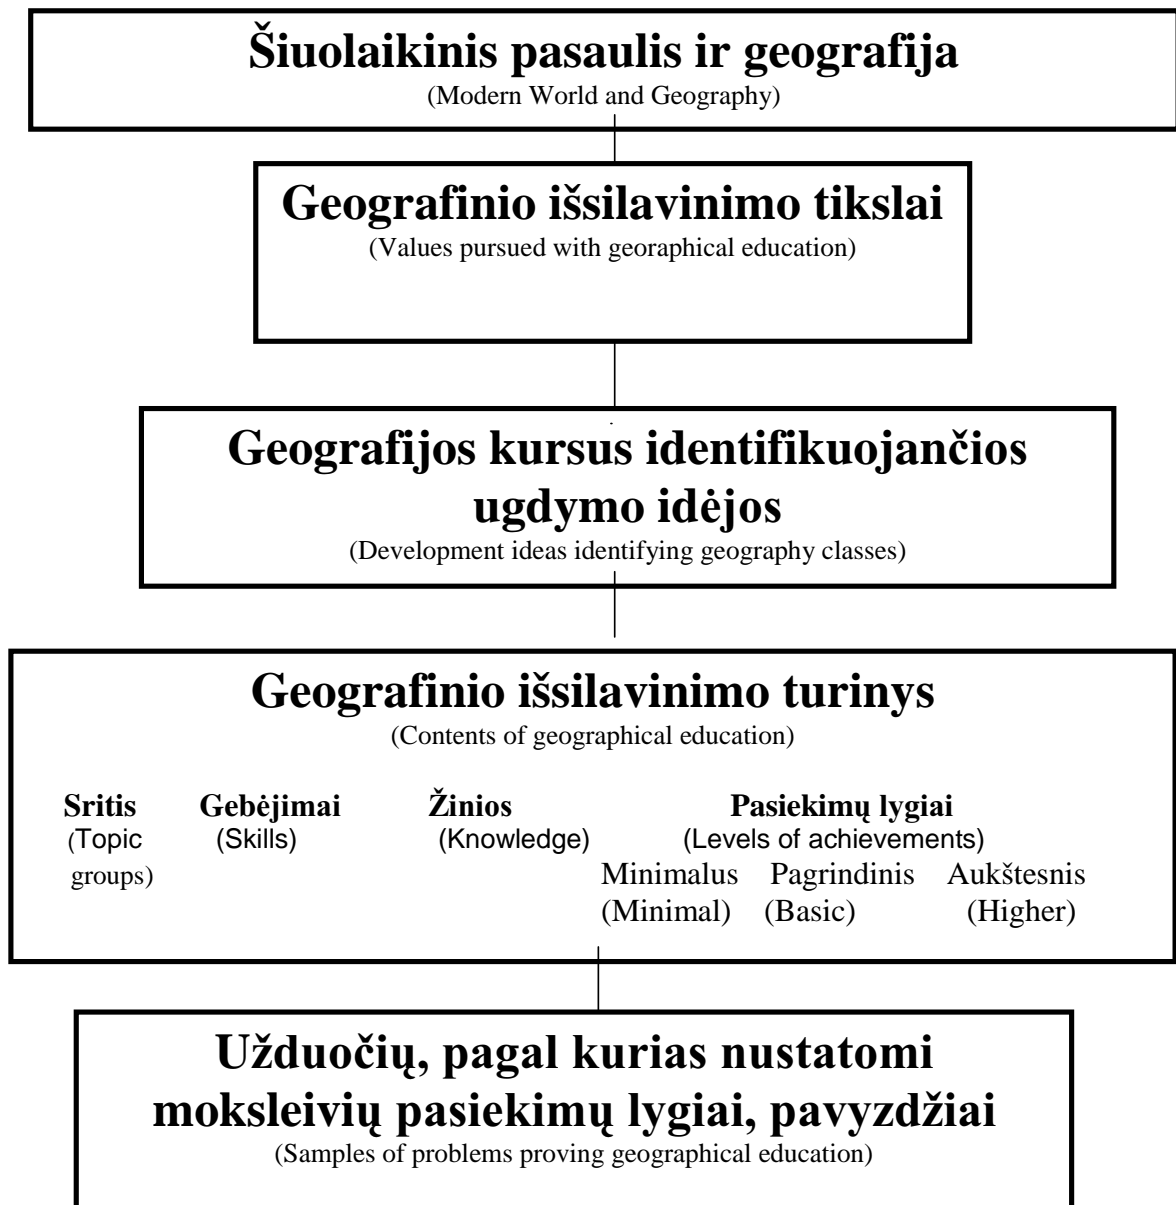 Šiuolaikinis pasaulis ir geografija
(Modern World and Geography)
Geografinio išsilavinimo tikslai
(Values pursued with georaphical education)
Geografijos kursus identifikuojančios
ugdymo idėjos
(Development ideas identifying geography classes)
Geografinio išsilavinimo turinys
(Contents of geographical education)
Sritis Gebėjimai Žinios Pasiekimų lygiai
(Topic (Skills) (Knowledge) (Levels of achievements)
groups) Minimalus Pagrindinis Aukštesnis
(Minimal) (Basic) (Higher)
Užduočių, pagal kurias nustatomi
moksleivių pasiekimų lygiai, pavyzdžiai
(Samples of problems proving geographical education)